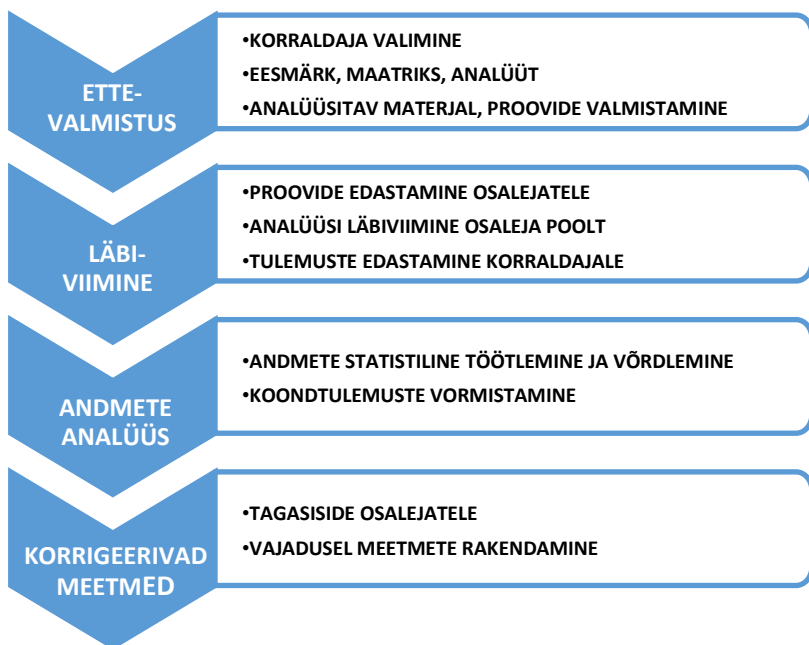 ETTE-
VALMISTUS
•KORRALDAJA VALIMINE
•EESMÄRK, MAATRIKS, ANALÜÜT
•ANALÜÜSITAV MATERJAL, PROOVIDE VALMISTAMINE
LÄBI-
VIIMINE
•PROOVIDE EDASTAMINE OSALEJATELE
•ANALÜÜSI LÄBIVIIMINE OSALEJA POOLT
•TULEMUSTE EDASTAMINE KORRALDAJALE
ANDMETE
ANALÜÜS
•ANDMETE STATISTILINE TÖÖTLEMINE JA VÕRDLEMINE
•KOONDTULEMUSTE VORMISTAMINE
KORRIGEERIVAD
MEETMED
•TAGASISIDE OSALEJATELE
•VAJADUSEL MEETMETE RAKENDAMINE